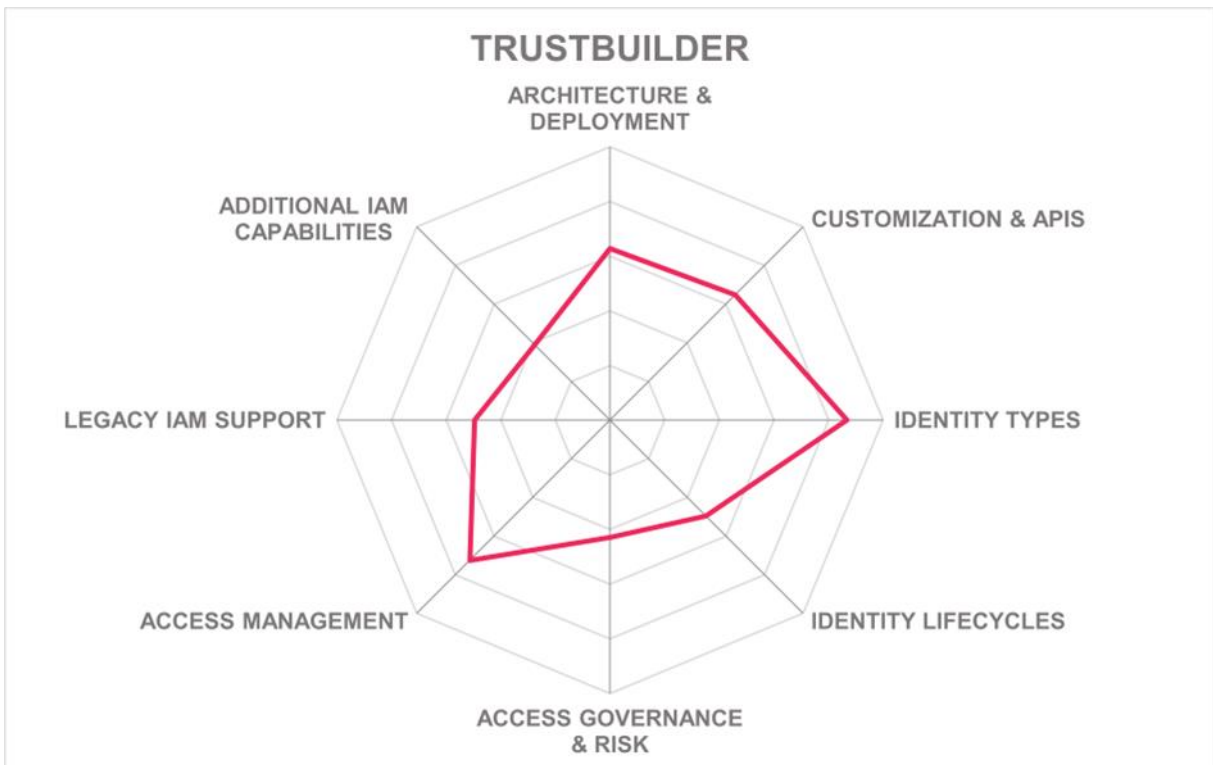 TRUSTBUILDER
ARCHITECTURE &
DEPLOYMENT
ADDITIONAL IAM
CAPABILITIES
CUSTOMIZATION & APIS
LEGACY IAM SUPPORT
IDENTITY TYPES
ACCESS MANAGEMENT
IDENTITY LIFECYCLES
ACCESS GOVERNANCE
& RISK